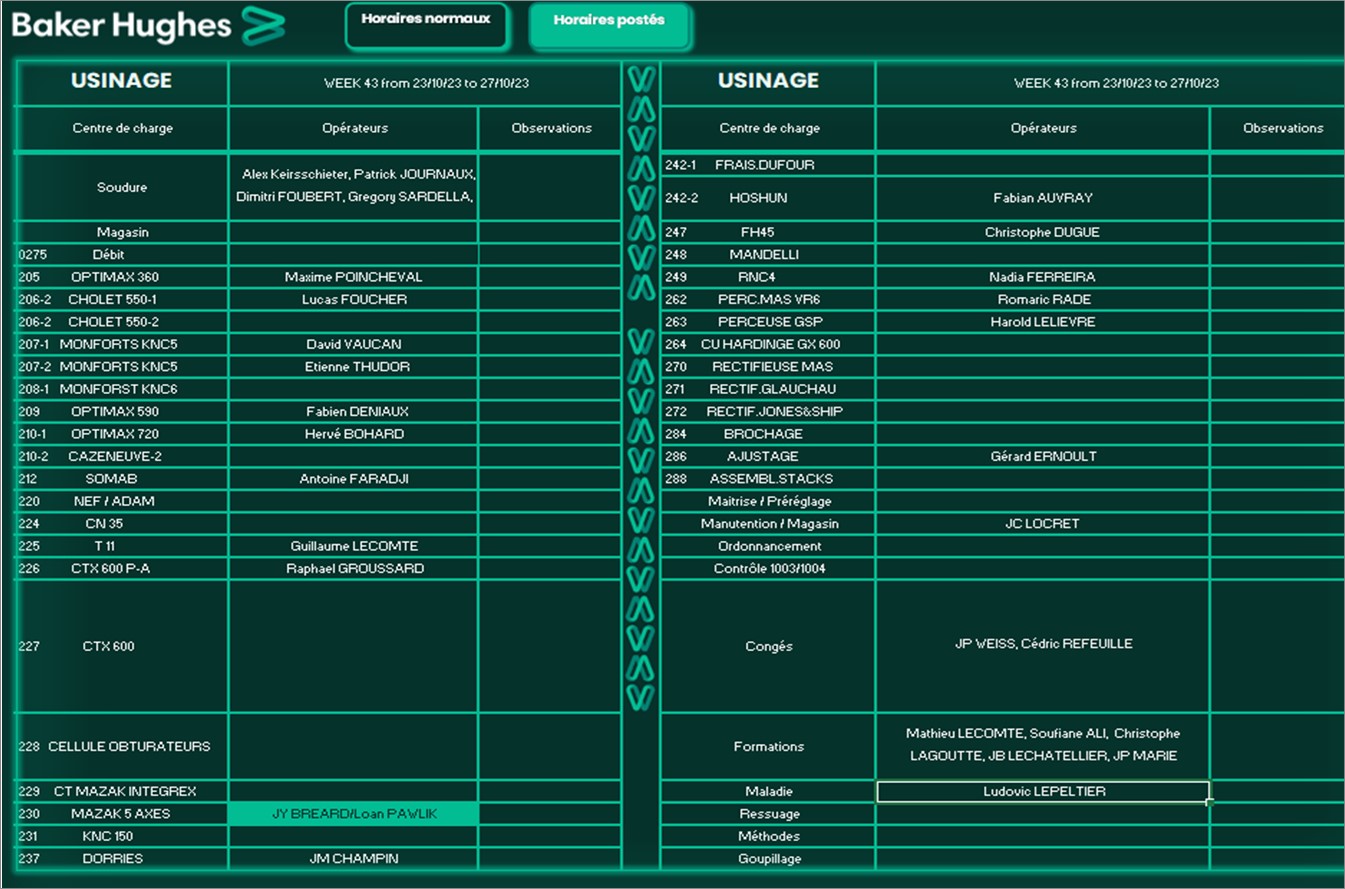 Baker Hughes
Horaires normaux
Horaires postés
USINAGE WEEK 43 from 23/10/23 to 27/10/23
Centre de charge Opérateurs Observations
Soudure Alex Keirsschieter, Patrick JOURNAUX,
Dimitri FOUBERT, Gregory SARDELLA,
Magasin
0275 Débit
205 OPTIMAX 360 Maxime POINCHEVAL
206-2 CHOLET 550-1 Lucas FOUCHER
206-2 CHOLET 550-2
207-1 MONFORTS KNC5 David VAUCAN
207-2 MONFORTS KNC5 Etienne THUDOR
208-1 MONFORST KNC6
209 OPTIMAX 590 Fabien DENIAUX
210-1 OPTIMAX 720 Hervé BOHARD
210-2 CAZENEUVE-2
212 SOMAB Antoine FARADJI
220 NEF / ADAM
224 CN 35
225 T 11 Guillaume LECOMTE
226 CTX 600 P-A Raphael GROUSSARD
227 CTX 600
228 CELLULE OBTURATEURS
229 CT MAZAK INTEGREX
230 MAZAK 5 AXES JY BREARD/Loan PAWLIK
231 KNC 150
237 DORRIES JM CHAMPIN
USINAGE WEEK 43 from 23/10/23 to 27/10/23
Centre de charge Opérateurs Observations
242-1 FRAIS.DUFOUR
242-2 HOSHUN Fabian AUVRAY
247 FH45 Christophe DUGUE
248 MANDELLI
249 RNC4 Nadia FERREIRA
262 PERC.MAS VR6 Romaric RADE
263 PERCEUSE GSP Harold LELIEVRE
264 CU HARDINGE GX 600
270 RECTIFIEUSE MAS
271 RECTIF.GLAUCHAU
272 RECTIF.JONES&SHIP
284 BROCHAGE
286 AJUSTAGE Gérard ERNOULT
288 ASSEMBL.STACKS
Maitrise / Préréglage
Manutention / Magasin JC LOCRET
Ordonnancement
Contrôle 1003/1004
Congés JP WEISS, Cédric REFEUILLE
Formations Mathieu LECOMTE, Soufiane ALI, Christophe
LAGOUTTE, JB LECHATELLIER, JP MARIE
Maladie Ludovic LEPELTIER
Ressuage
Méthodes
Goupillage